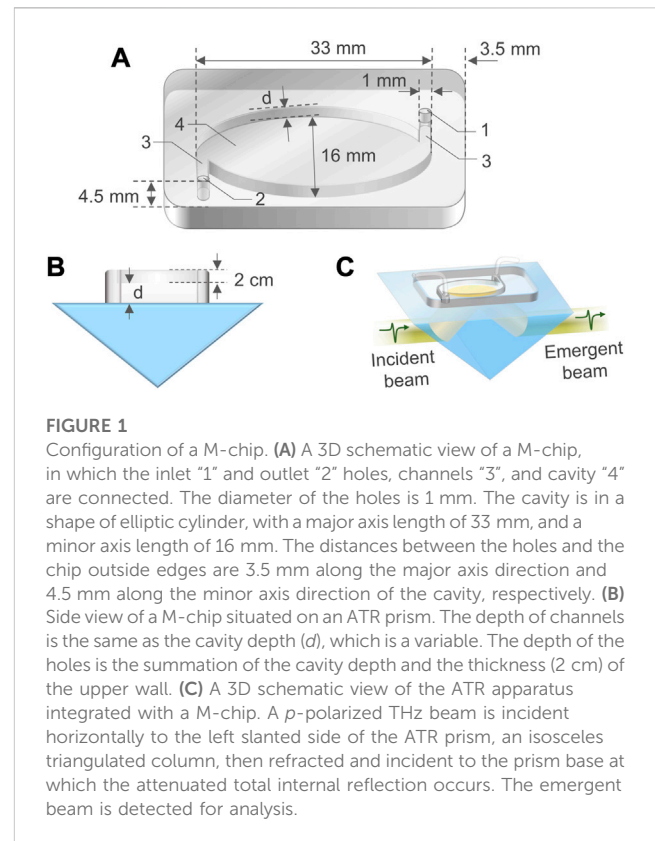 A
33 mm
3.5 mm
1 mm
d
4
1
3
16 mm
3
4.5 mm
2
B
2 cm
d
C
Incident
beam
Emergent
beam
FIGURE 1
Configuration of a M-chip. (A) A 3D schematic view of a M-chip,
in which the inlet “1” and outlet “2” holes, channels “3”, and cavity “4”
are connected. The diameter of the holes is 1 mm. The cavity is in a
shape of elliptic cylinder, with a major axis length of 33 mm, and a
minor axis length of 16 mm. The distances between the holes and the
chip outside edges are 3.5 mm along the major axis direction and
4.5 mm along the minor axis direction of the cavity, respectively. (B)
Side view of a M-chip situated on an ATR prism. The depth of channels
is the same as the cavity depth (d), which is a variable. The depth of the
holes is the summation of the cavity depth and the thickness (2 cm) of
the upper wall. (C) A 3D schematic view of the ATR apparatus
integrated with a M-chip. A p-polarized THz beam is incident
horizontally to the left slanted side of the ATR prism, an isosceles
triangulated column, then refracted and incident to the prism base at
which the attenuated total internal reflection occurs. The emergent
beam is detected for analysis.